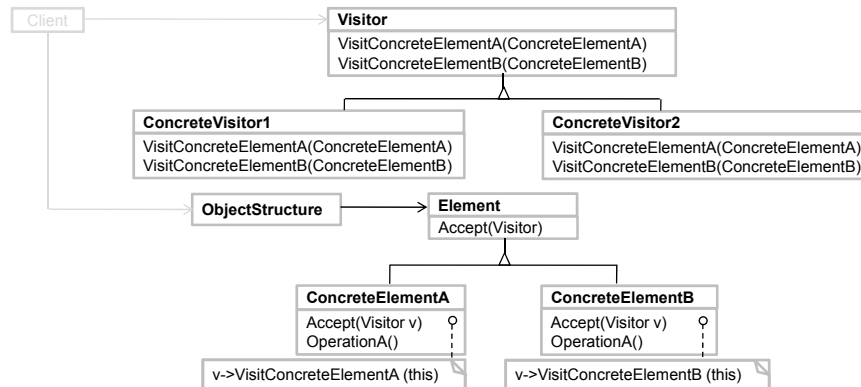 Client
Visitor
VisitConcreteElementA(ConcreteElementA)
VisitConcreteElementB(ConcreteElementB)
ConcreteVisitor1
VisitConcreteElementA(ConcreteElementA)
VisitConcreteElementB(ConcreteElementB)
ConcreteVisitor2
VisitConcreteElementA(ConcreteElementA)
VisitConcreteElementB(ConcreteElementB)
ObjectStructure
Element
Accept(Visitor)
ConcreteElementA
Accept(Visitor v)
OperationA()
v->VisitConcreteElementA (this)
ConcreteElementB
Accept(Visitor v)
OperationA()
v->VisitConcreteElementB (this)